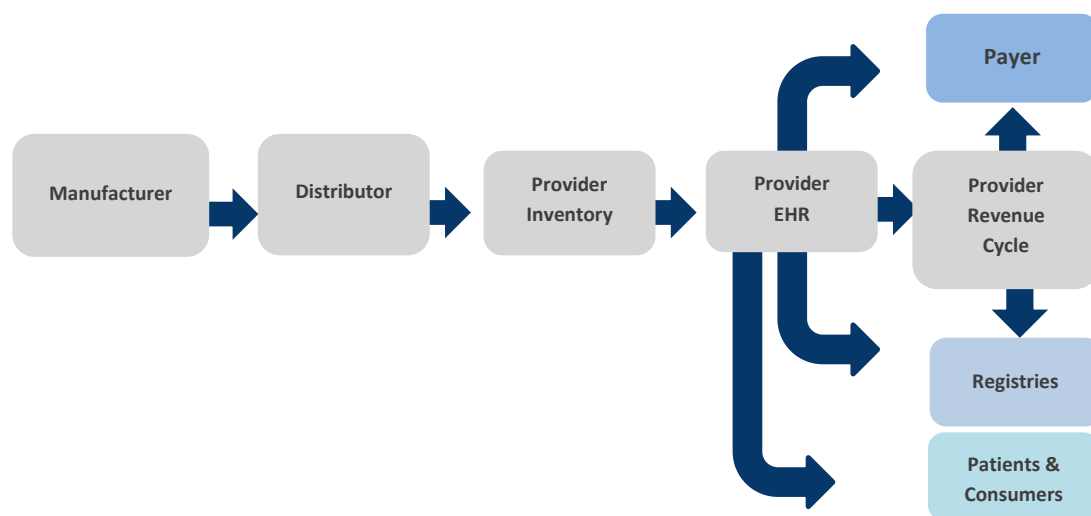 Payer
Manufacturer
Distributor
Provider
Inventory
Provider
EHR
Provider
Revenue
Cycle
Registries
Patients &
Consumers